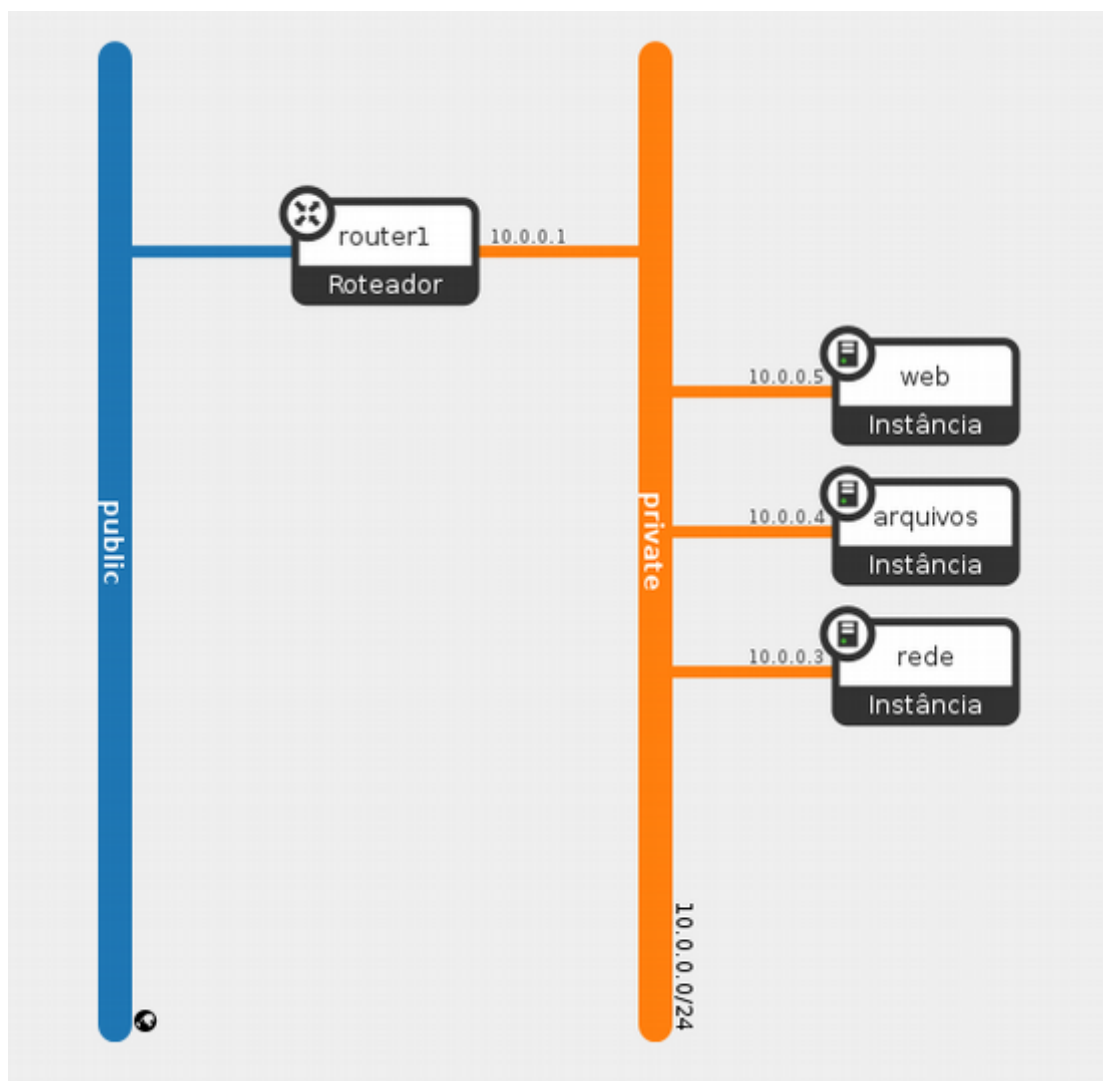 public
router1
Roteador
10.0.0.1
private
10.0.0.5
web
Instância
10.0.0.4
arquivos
Instância
10.0.0.3
rede
Instância
10.0.0.0/24